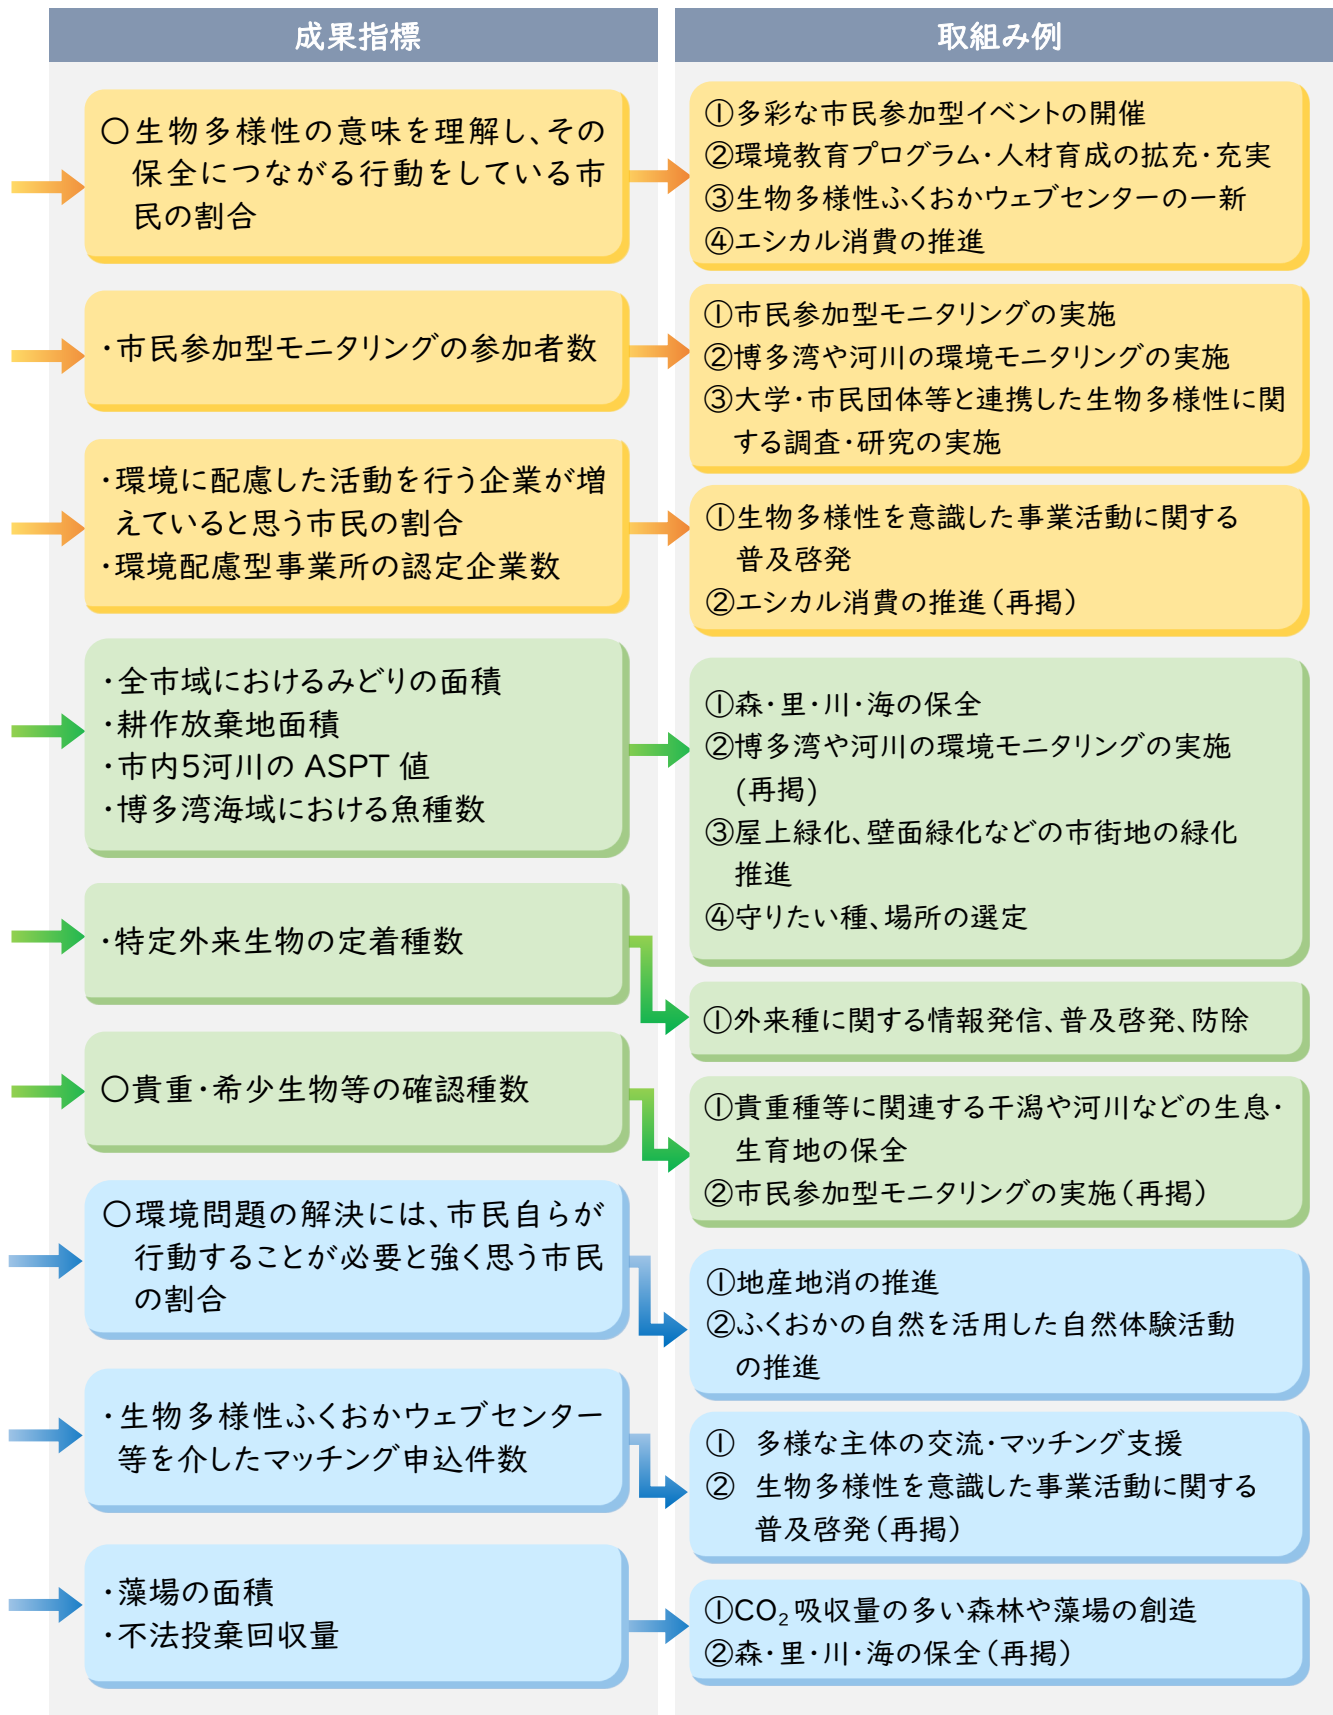 成果指標
〇生物多様性の意味を理解し、その
保全につながる行動をしている市
民の割合
・市民参加型モニタリングの参加者数
・環境に配慮した活動を行う企業が増
えていると思う市民の割合
・環境配慮型事業所の認定企業数
・全市域におけるみどりの面積
・耕作放棄地面積
・市内5河川の ASPT 値
・博多湾海域における魚種数
・特定外来生物の定着種数
〇貴重・希少生物等の確認種数
〇環境問題の解決には、市民自らが
行動することが必要と強く思う市民
の割合
・生物多様性ふくおかウェブセンター
等を介したマッチング申込件数
・藻場の面積
・不法投棄回収量
取組み例
①多彩な市民参加型イベントの開催
②環境教育プログラム・人材育成の拡充・充実
③生物多様性ふくおかウェブセンターの一新
④エシカル消費の推進
①市民参加型モニタリングの実施
②博多湾や河川の環境モニタリングの実施
③大学・市民団体等と連携した生物多様性に関
する調査・研究の実施
①生物多様性を意識した事業活動に関する
普及啓発
②エシカル消費の推進（再掲）
①森・里・川・海の保全
②博多湾や河川の環境モニタリングの実施
（再掲）
③屋上緑化、壁面緑化などの市街地の緑化
推進
④守りたい種、場所の選定
①外来種に関する情報発信、普及啓発、防除
①貴重種等に関連する干潟や河川などの生息・
生育地の保全
②市民参加型モニタリングの実施（再掲）
①地産地消の推進
②ふくおかの自然を活用した自然体験活動
の推進
① 多様な主体の交流・マッチング支援
② 生物多様性を意識した事業活動に関する
普及啓発（再掲）
①CO₂吸収量の多い森林や藻場の創造
②森・里・川・海の保全（再掲）